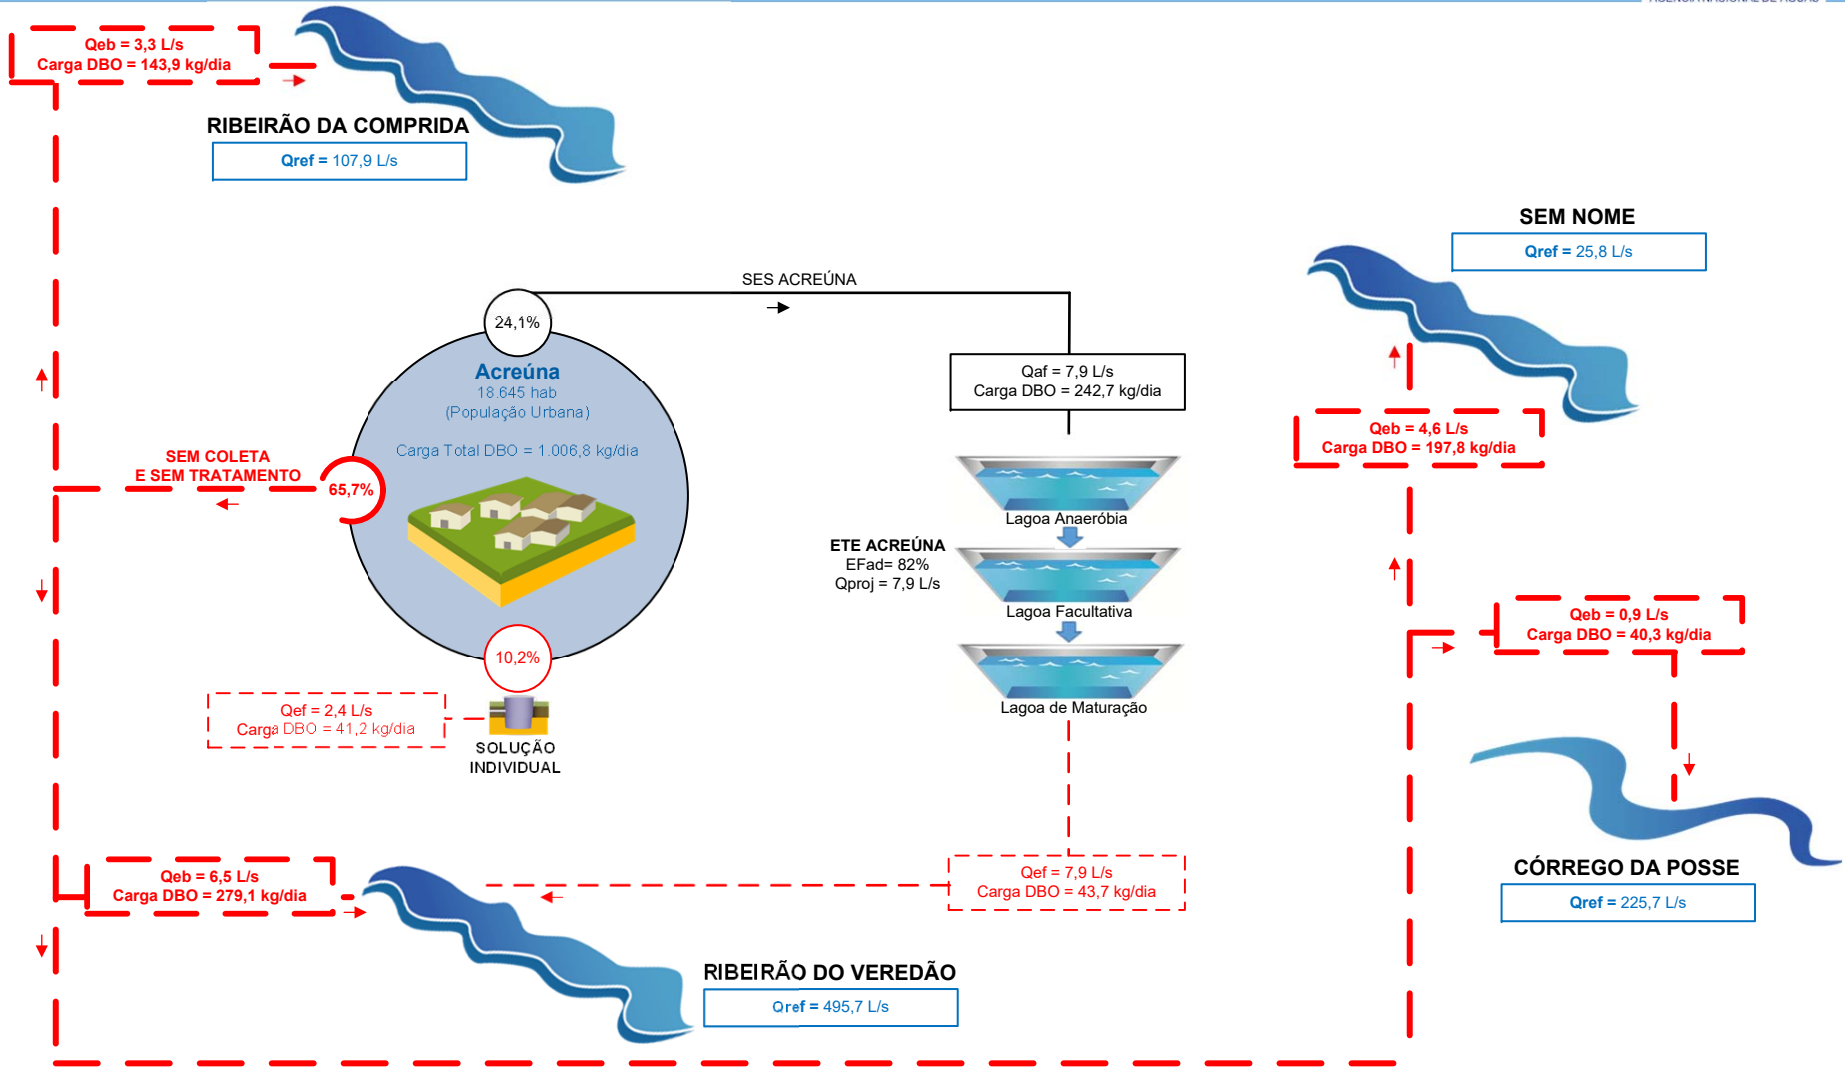 Qeb = 3,3 L/s
Carga DBO = 143,9 kg/dia
RIBEIRÃO DA COMPRIDA
Qref = 107,9 L/s
SEM NOME
Qref = 25,8 L/s
SES ACREÚNA
24,1%
Acreúna
18.645 hab
(População Urbana)
Carga Total DBO = 1.006,8 kg/dia
Qaf = 7,9 L/s
Carga DBO = 242,7 kg/dia
SEM COLETA
E SEM TRATAMENTO
65,7%
Qeb = 4,6 L/s
Carga DBO = 197,8 kg/dia
Lagoa Anaeróbia
ETE ACREÚNA
EFad= 82%
Qproj = 7,9 L/s
Lagoa Facultativa
Qeb = 0,9 L/s
Carga DBO = 40,3 kg/dia
10,2%
Qef = 2,4 L/s
Carga DBO = 41,2 kg/dia
SOLUÇÃO
INDIVIDUAL
Lagoa de Maturação
Qeb = 6,5 L/s
Carga DBO = 279,1 kg/dia
Qef = 7,9 L/s
Carga DBO = 43,7 kg/dia
CÓRREGO DA POSSE
Qref = 225,7 L/s
RIBEIRÃO DO VEREDÃO
Qref = 495,7 L/s